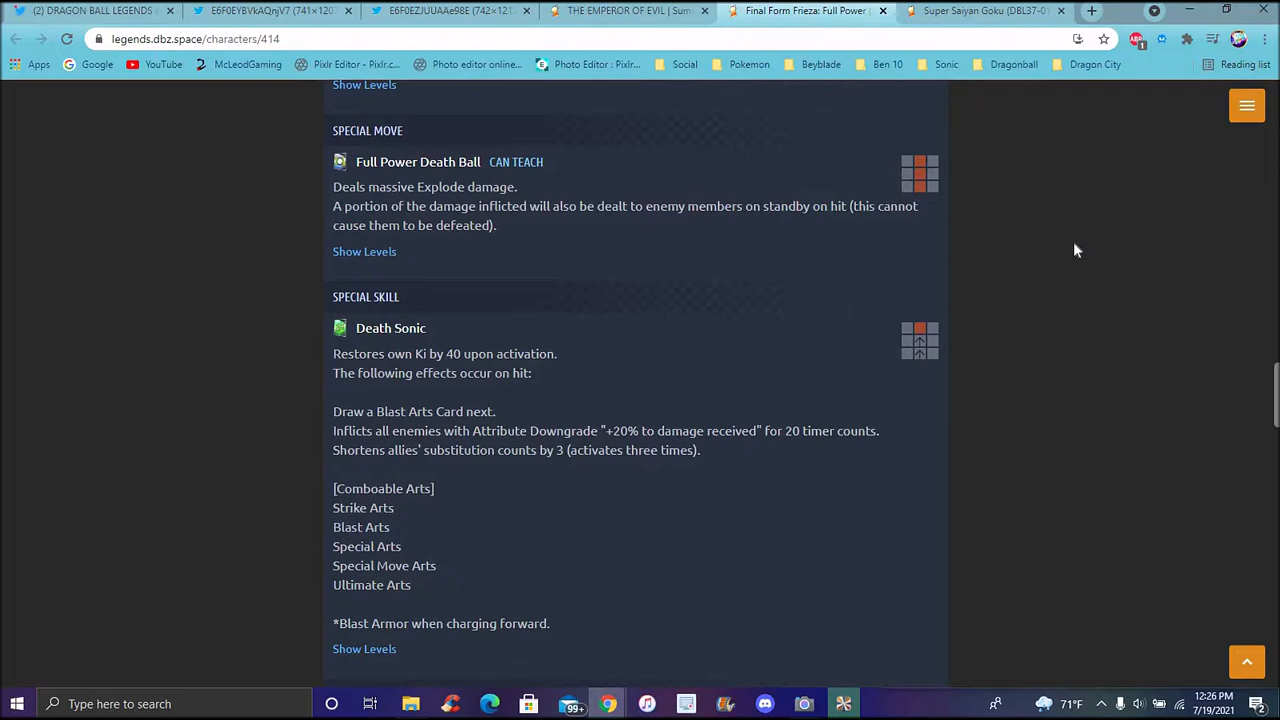 (2) DRAGON BALL LEGENDS
E6F0EYBVkAQnjV7 (741×120
E6F0EZJUUAAe98E (742×121
THE EMPEROR OF EVIL | Sum
Final Form Frieza: Full Power
Super Saiyan Goku (DBL37-0
legends.dbz.space/characters/414
ABP
1
Apps
Google
YouTube
McLeodGaming
Pixlr Editor - Pixlr.c...
Photo editor online...
Photo Editor : Pixlr...
Social
Pokemon
Beyblade
Ben 10
Sonic
Dragonball
Dragon City
Reading list
Show Levels
SPECIAL MOVE
Full Power Death Ball CAN TEACH
Deals massive Explode damage.
A portion of the damage inflicted will also be dealt to enemy members on standby on hit (this cannot
cause them to be defeated).
Show Levels
SPECIAL SKILL
Death Sonic
Restores own Ki by 40 upon activation.
The following effects occur on hit:
Draw a Blast Arts Card next.
Inflicts all enemies with Attribute Downgrade "+20% to damage received" for 20 timer counts.
Shortens allies' substitution counts by 3 (activates three times).
[Comboable Arts]
Strike Arts
Blast Arts
Special Arts
Special Move Arts
Ultimate Arts
*Blast Armor when charging forward.
Show Levels
Type here to search
99+
71°F
12:26 PM
7/19/2021
2